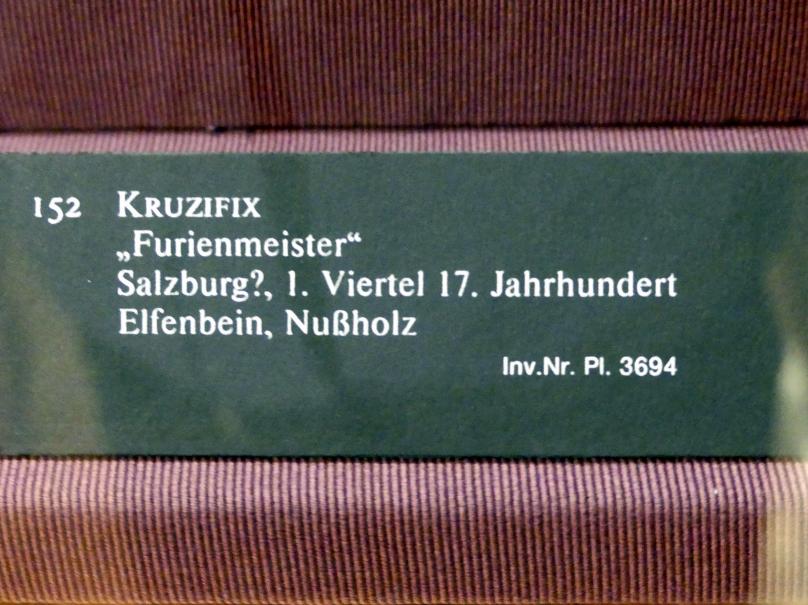 152 KRUZIFIX
„Furienmeister“
Salzburg?, 1. Viertel 17. Jahrhundert
Elfenbein, Nußholz
Inv.Nr. Pl. 3694